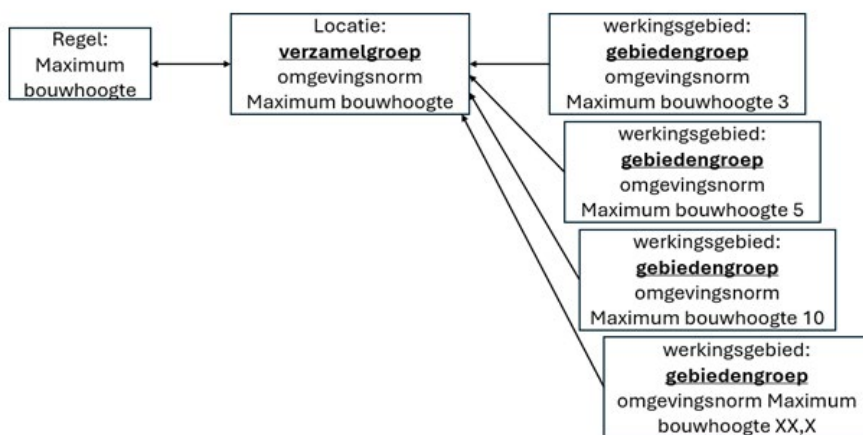 Regel:
Maximum
bouwhoogte
Locatie:
verzamelgroep
omgevingsnorm
Maximum bouwhoogte
werkingsgebied:
gebiedengroep
omgevingsnorm
Maximum bouwhoogte 3
werkingsgebied:
gebiedengroep
omgevingsnorm
Maximum bouwhoogte 5
werkingsgebied:
gebiedengroep
omgevingsnorm
Maximum bouwhoogte 10
werkingsgebied:
gebiedengroep
omgevingsnorm Maximum
bouwhoogte XX,X